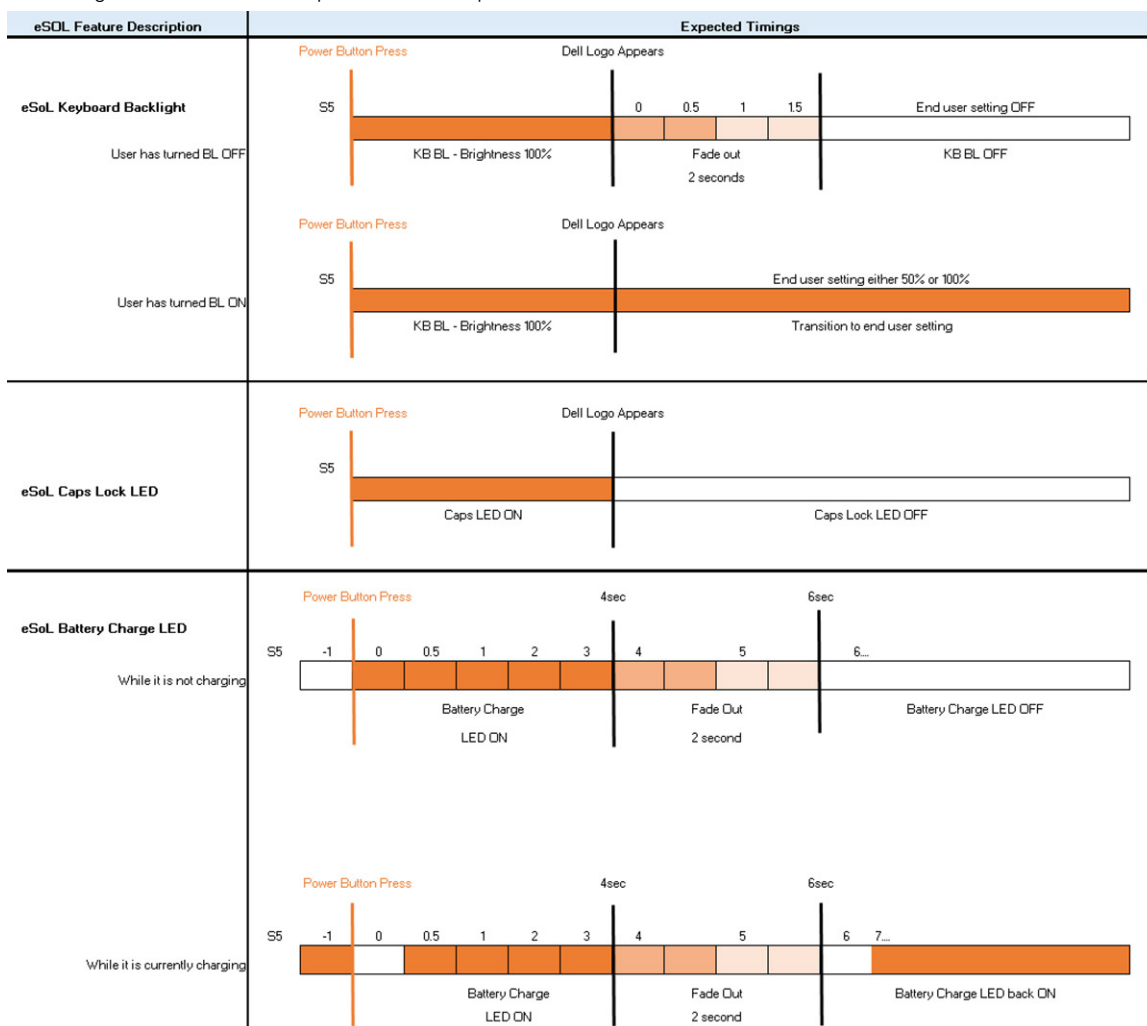 eSOL Feature Description Expected Timings
Power Button Press Dell Logo Appears
eSoL Keyboard Backlight S5 0 0.5 1 1.5 End user setting OFF
User has turned BL OFF KB BL - Brightness 100% Fade out KB BL OFF
2 seconds
Power Button Press Dell Logo Appears
S5 End user setting either 50% or 100%
User has turned BL ON
KB BL - Brightness 100% Transition to end user setting
Power Button Press Dell Logo Appears
S5
eSoL Caps Lock LED
Caps LED ON Caps Lock LED OFF
Power Button Press 4sec 6sec
eSoL Battery Charge LED
S5 -1 0 0.5 1 2 3 4 5 6...
While it is not charging
Battery Charge Fade Out Battery Charge LED OFF
LED ON 2 second
Power Button Press 4sec 6sec
S5 -1 0 0.5 1 2 3 4 5 6 7...
While it is currently charging
Battery Charge Fade Out Battery Charge LED back ON
LED ON 2 second